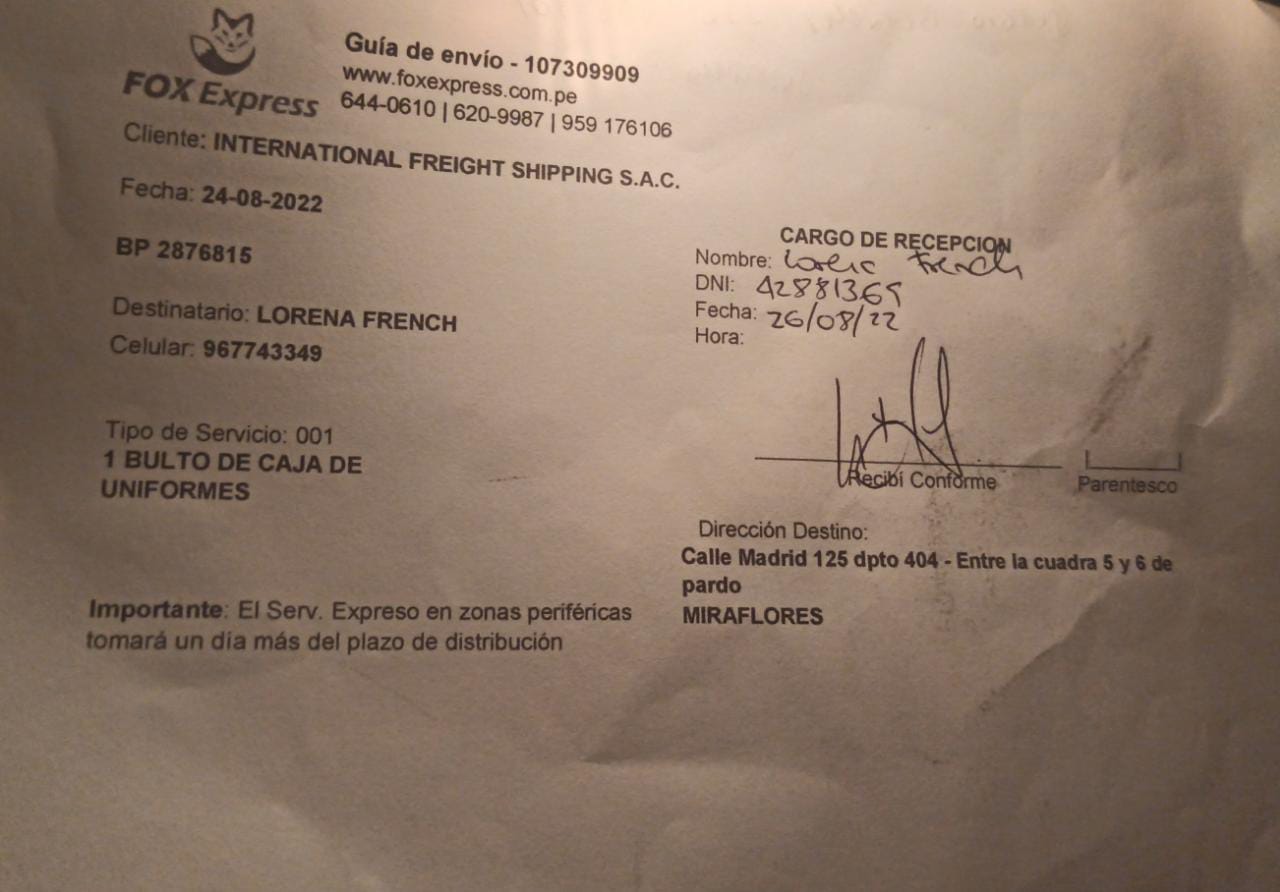 FOX Express
Guía de envío - 107309909
www.foxexpress.com.pe
644-0610 | 620-9987 | 959 176106
Cliente: INTERNATIONAL FREIGHT SHIPPING S.A.C.
Fecha: 24-08-2022
BP 2876815
Destinatario: LORENA FRENCH
Celular: 967743349
Tipo de Servicio: 001
1 BULTO DE CAJA DE
UNIFORMES
Importante: El Serv. Expreso en zonas periféricas
tomará un día más del plazo de distribución
CARGO DE RECEPCION
Nombre: Lorena French
DNI: 42881369
Fecha: 26/08/22
Hora:
Recibí Conforme
Parentesco
Dirección Destino:
Calle Madrid 125 dpto 404 - Entre la cuadra 5 y 6 de
pardo
MIRAFLORES